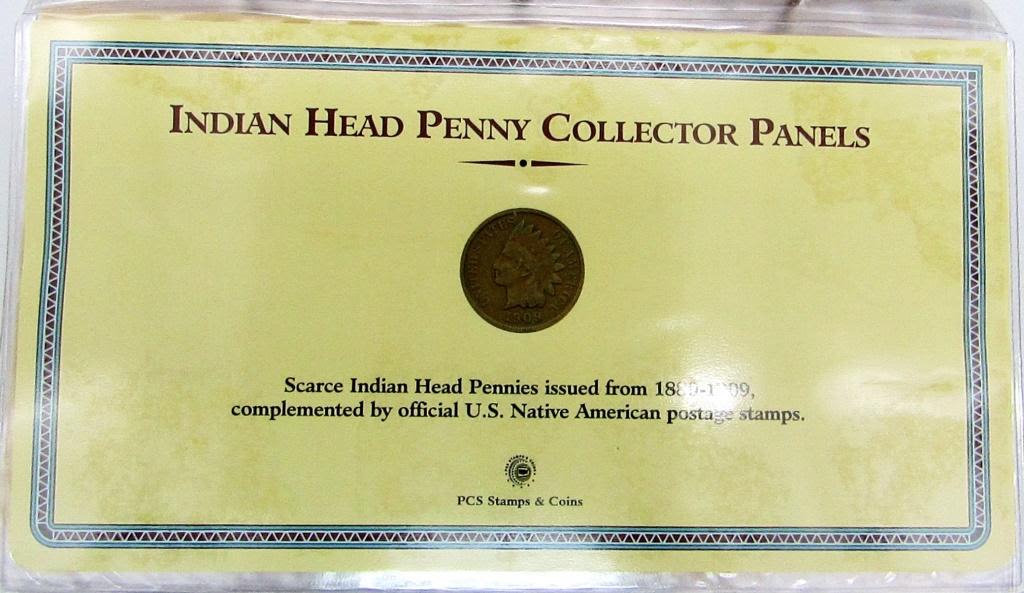 INDIAN HEAD PENNY COLLECTOR PANELS
1909
Scarce Indian Head Pennies issued from
complemented by official U.S. Native American postage stamps.
PCS Stamps & Coins